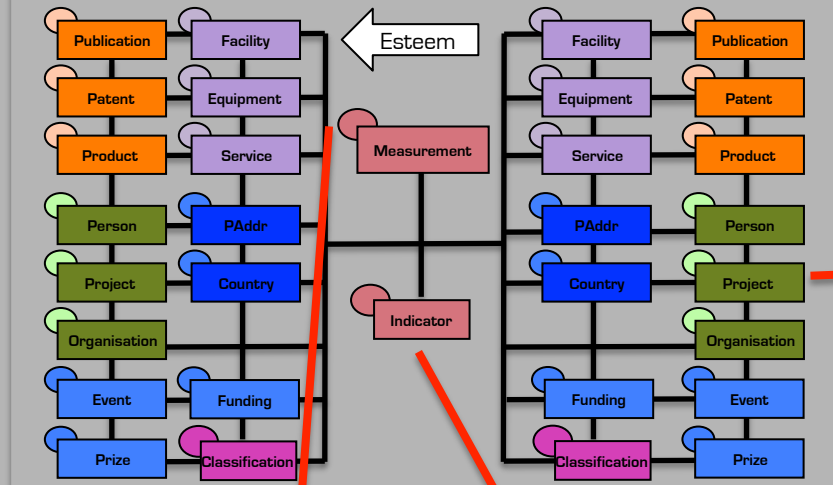 Publication
Facility
Esteem
Facility
Publication
Patent
Equipment
Equipment
Patent
Measurement
Product
Service
Service
Product
Person
PAddr
PAddr
Person
Project
Country
Country
Project
Indicator
Organisation
Organisation
Event
Funding
Funding
Event
Prize
Classification
Classification
Prize